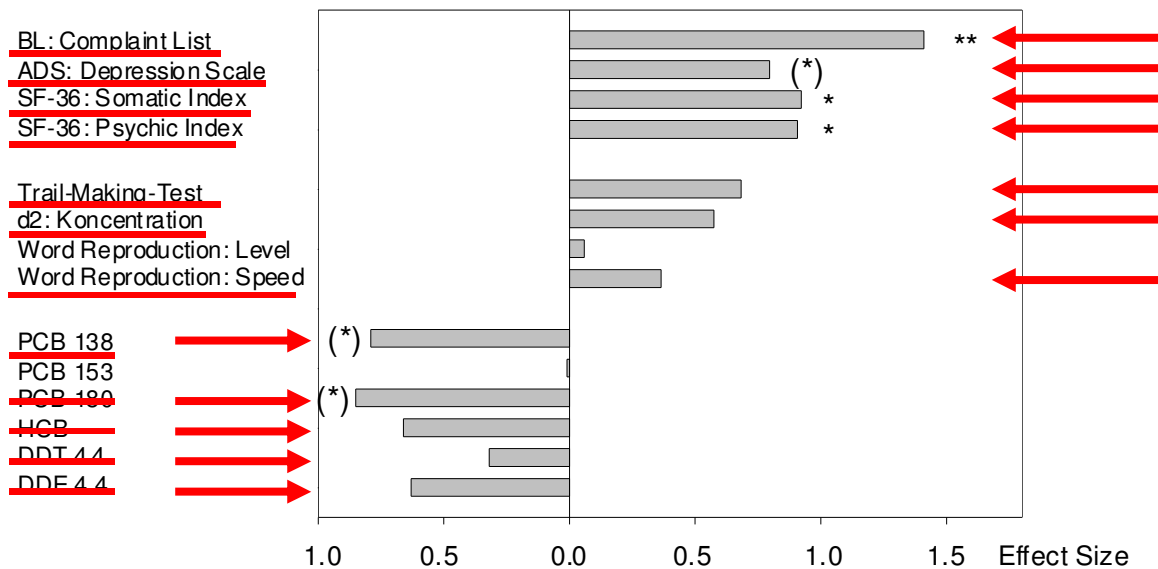 BL: Complaint List **
ADS: Depression Scale (*)
SF-36: Somatic Index *
SF-36: Psychic Index *
Trail-Making-Test
d2: Koncentration
Word Reproduction: Level
Word Reproduction: Speed
PCB 138 (*)
PCB 153
PCB 180 (*)
HCB
DDT 4.4
DDE 4.4
1.0 0.5 0.0 0.5 1.0 1.5 Effect Size